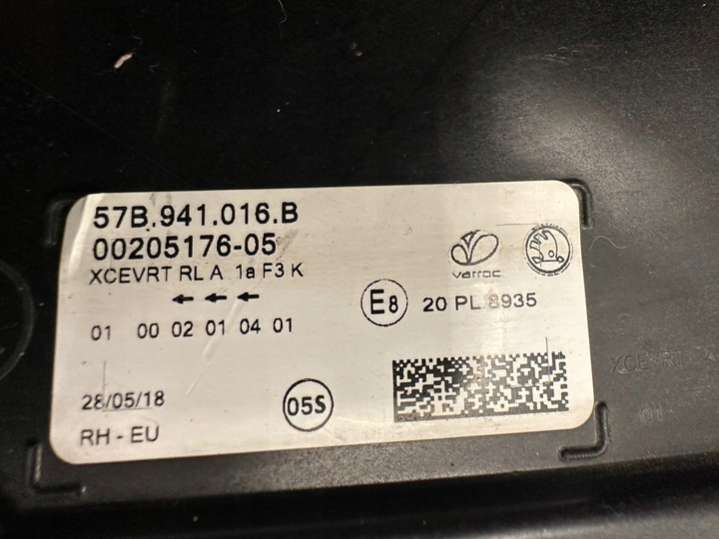 57B.941.016.B
00205176-05
XCEVRT RL A 1a F3 K
varroc
01 00 02 01 04 01
E8 20 PL 8935
28/05/18
05S
RH - EU